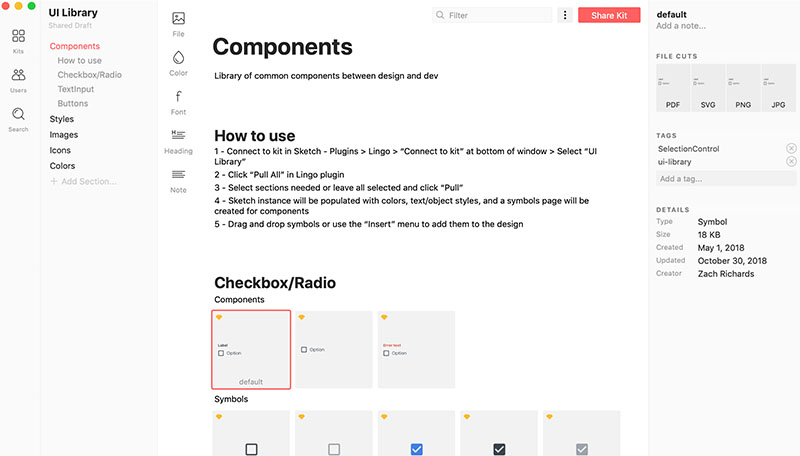 Kits
Users
Search
UI Library
Shared Draft
Components
How to use
Checkbox/Radio
TextInput
Buttons
Styles
Images
Icons
Colors
+ Add Section...
File
Color
f
Font
H
Heading
Note
Filter
Share Kit
Components
Library of common components between design and dev
How to use
1 - Connect to kit in Sketch - Plugins > Lingo > “Connect to kit” at bottom of window > Select “UI
Library”
2 - Click “Pull All” in Lingo plugin
3 - Select sections needed or leave all selected and click “Pull”
4 - Sketch instance will be populated with colors, text/object styles, and a symbols page will be
created for components
5 - Drag and drop symbols or use the “Insert” menu to add them to the design
Checkbox/Radio
Components
Label
Option
default
Option
Error text
Option
Symbols
default
Add a note...
FILE CUTS
PDF SVG PNG JPG
TAGS
SelectionControl
ui-library
Add a tag...
DETAILS
Type Symbol
Size 18 KB
Created May 1, 2018
Updated October 30, 2018
Creator Zach Richards